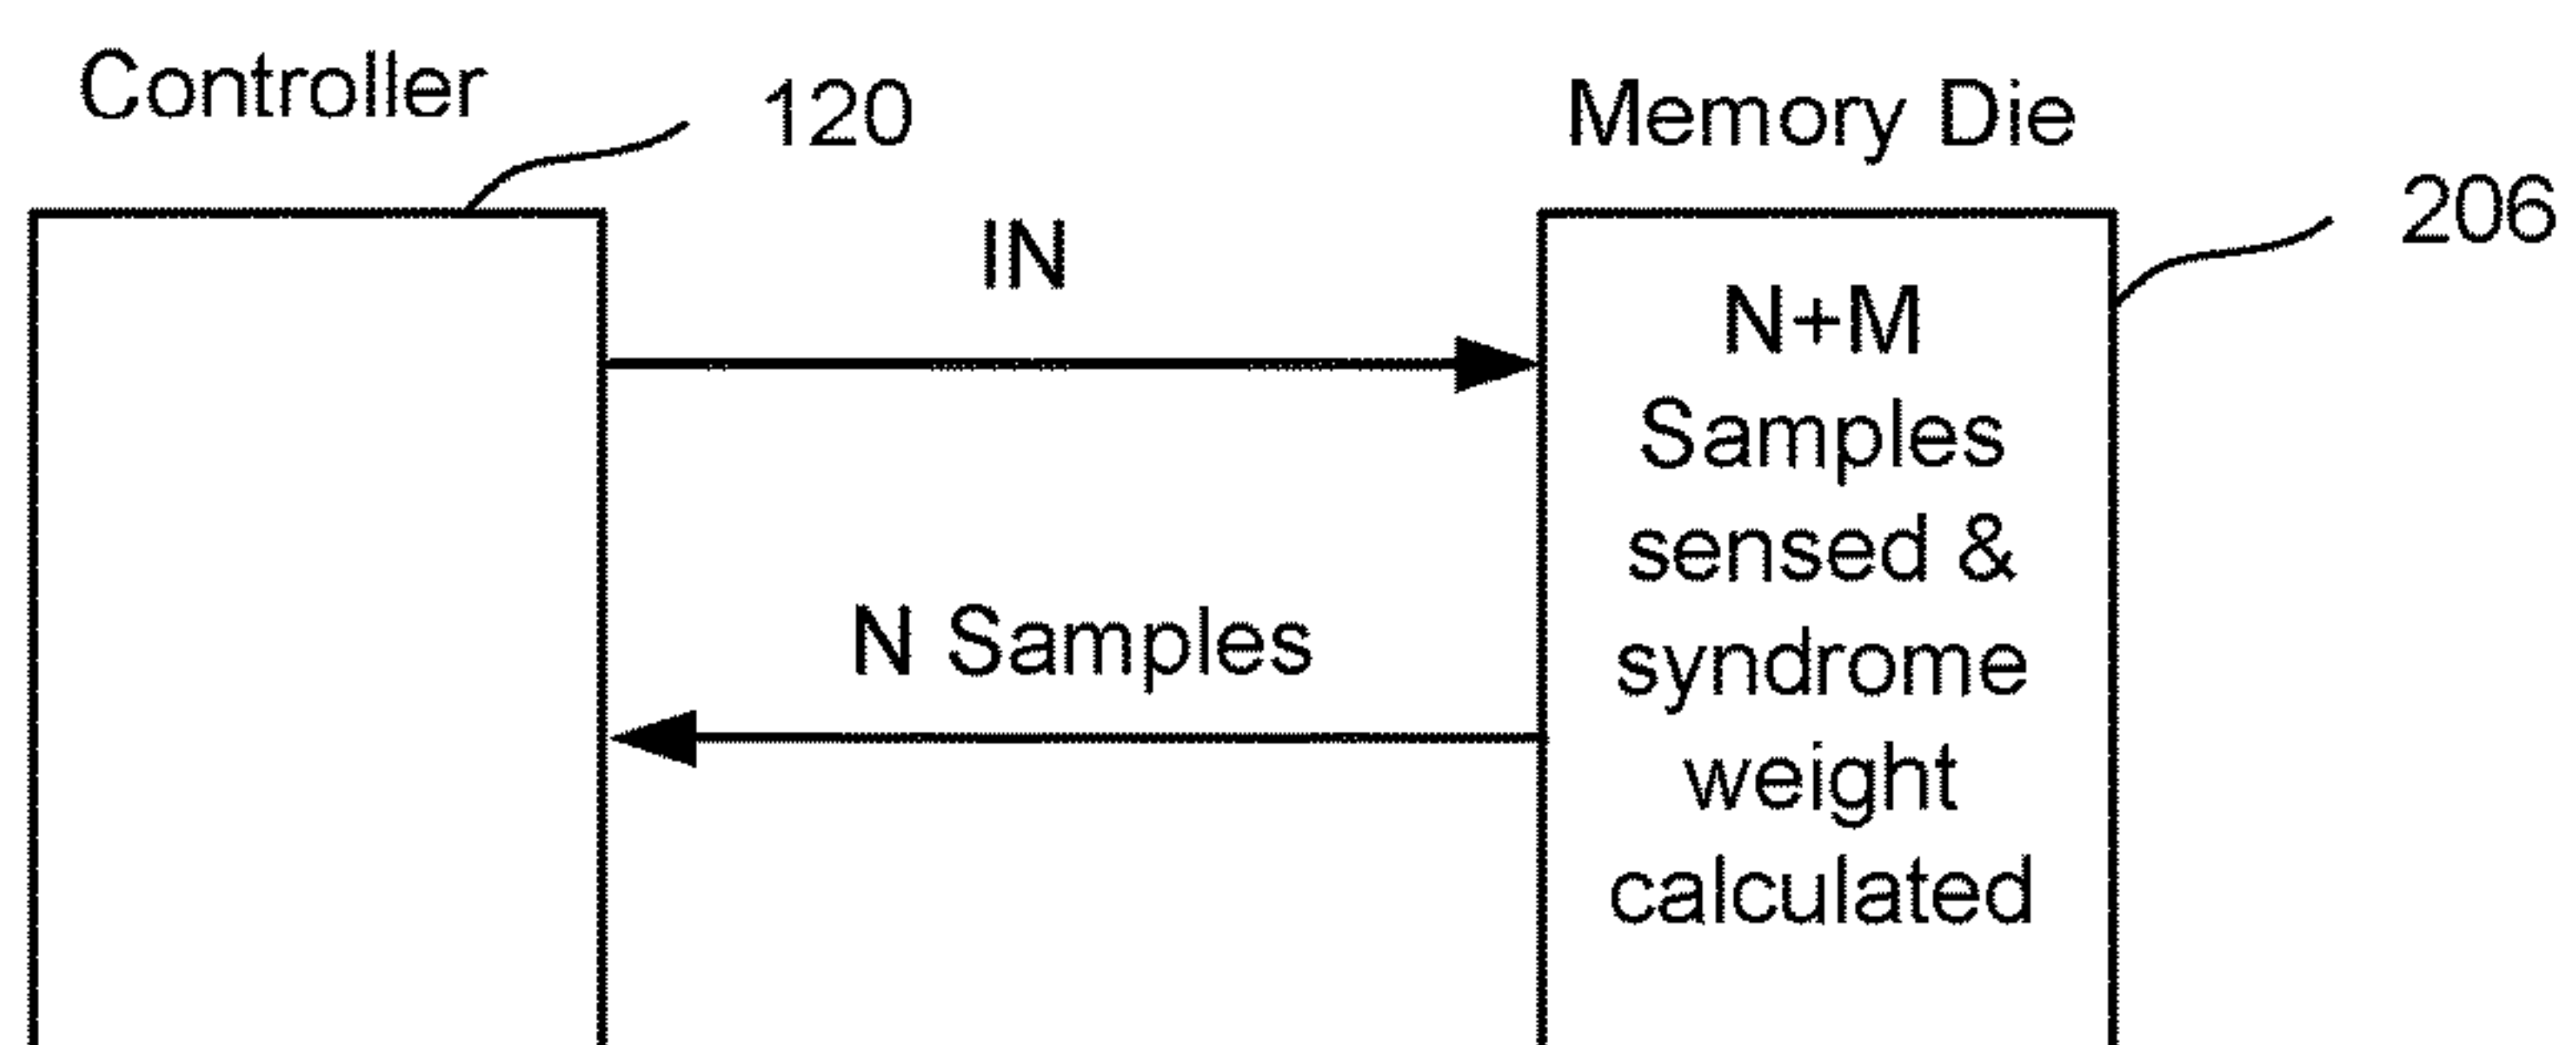 Controller
120
Memory Die
206
IN
N+M
Samples
sensed &
syndrome
weight
calculated
N Samples